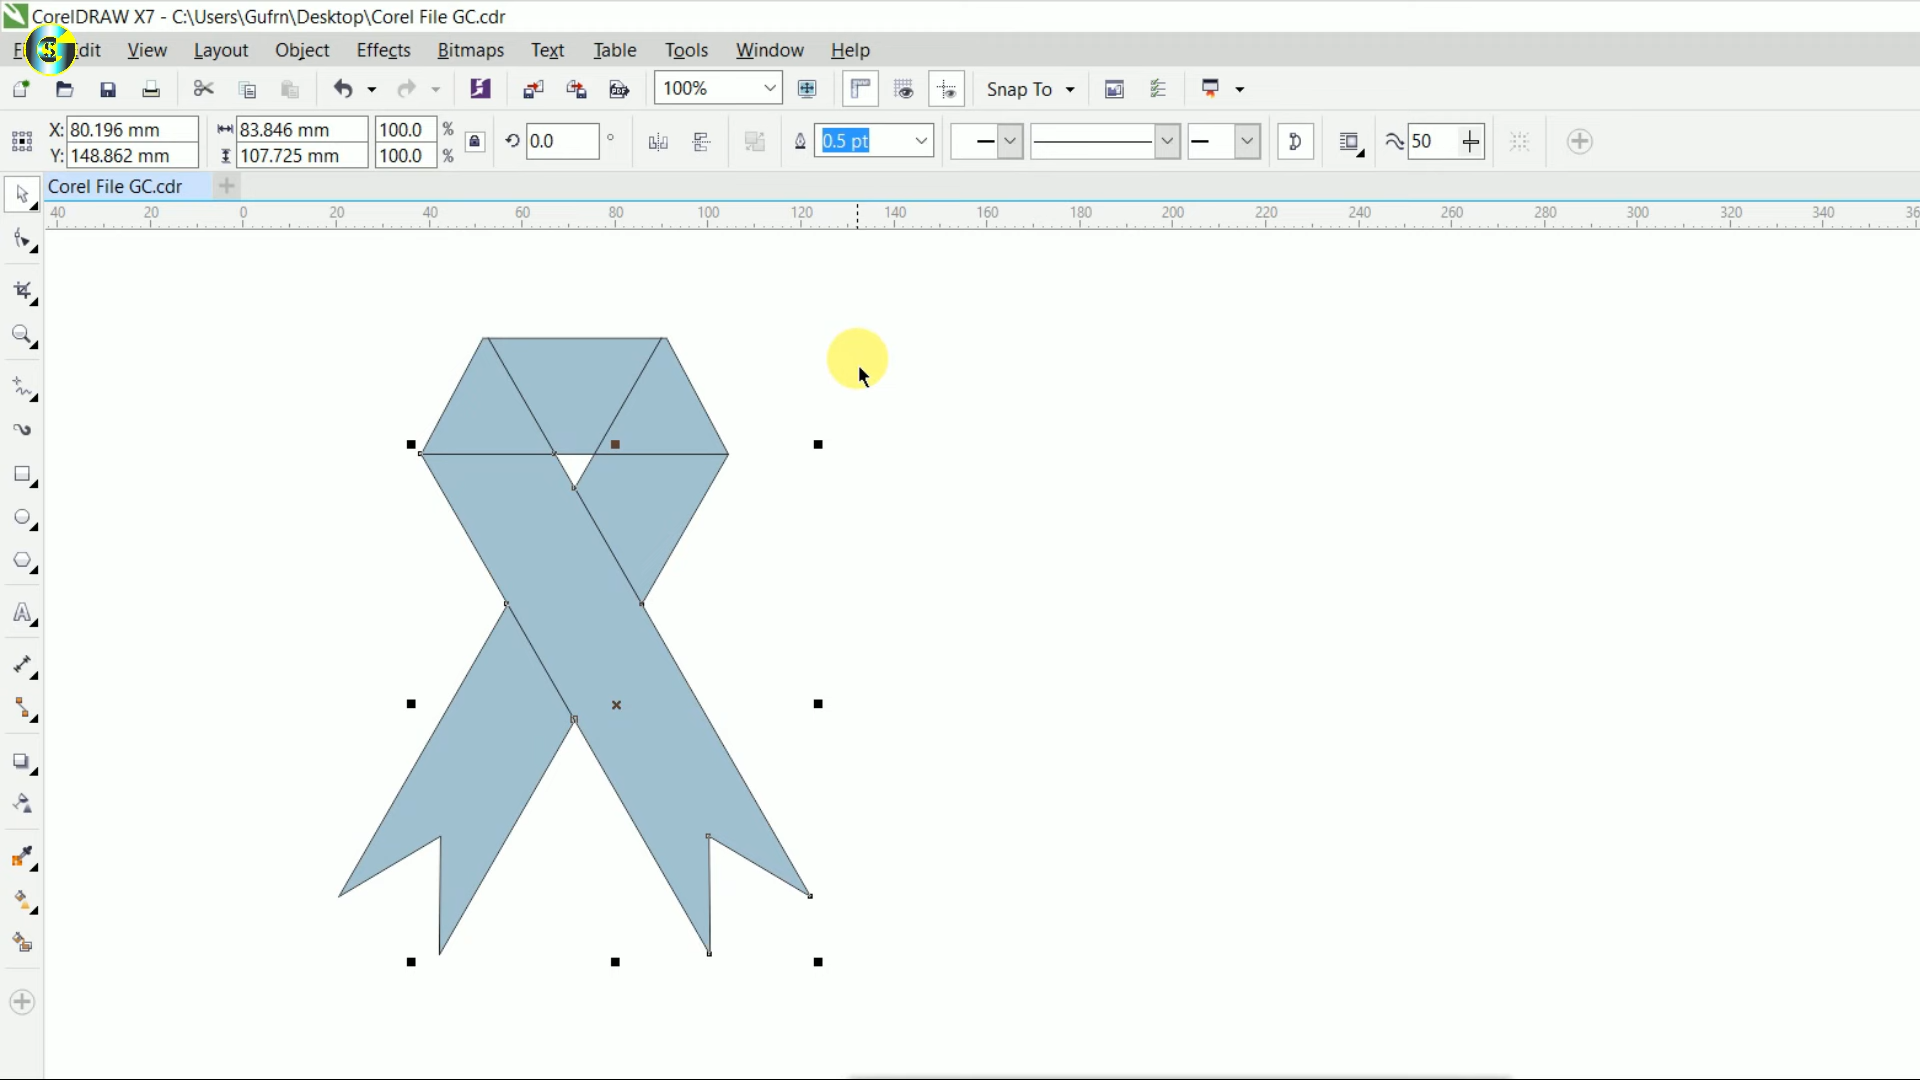 CorelDRAW X7 - C:\Users\Gufrn\Desktop\Corel File GC.cdr
Edit View Layout Object Effects Bitmaps Text Table Tools Window Help
100% Snap To
X: 80.196 mm 83.846 mm 100.0 %
Y: 148.862 mm 107.725 mm 100.0 %
0.0 ° 0.5 pt 50
Corel File GC.cdr
40 20 0 20 40 60 80 100 120 140 160 180 200 220 240 260 280 300 320 340 36